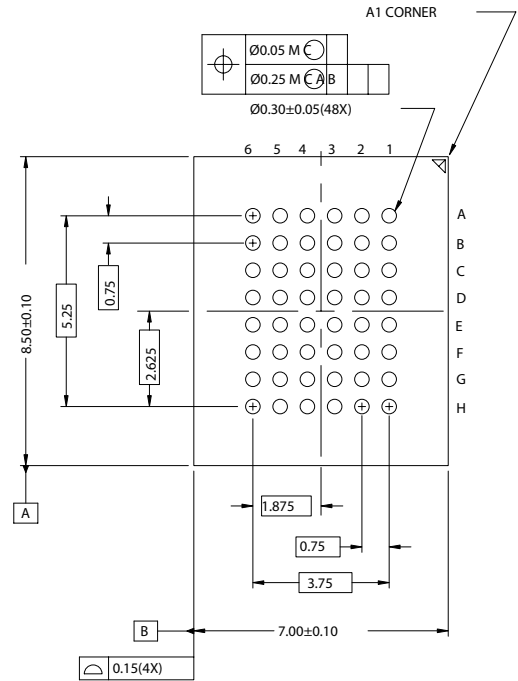 A1 CORNER
Ø0.05 M C
Ø0.25 M C A B
Ø0.30±0.05(48X)
6 5 4 3 2 1
A
B
C
D
E
F
G
H
8.50±0.10
5.25
0.75
2.625
A
1.875
0.75
3.75
B
7.00±0.10
0.15(4X)